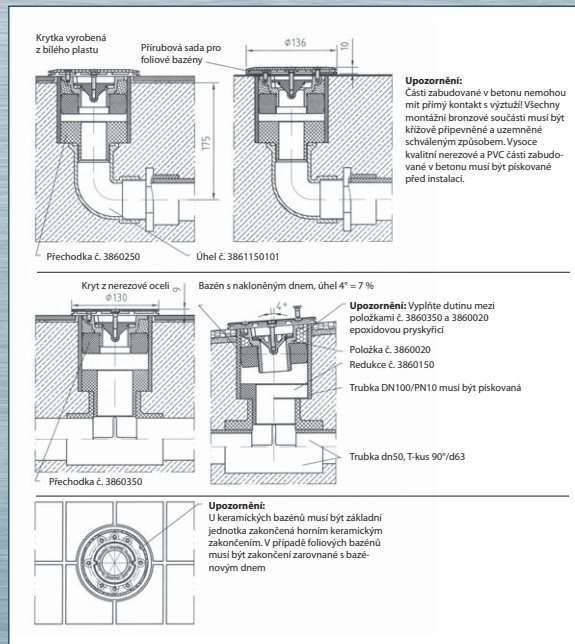 Krytka vyrobená
z bílého plastu
Přírubová sada pro
foliové bazény
Ø136
10
175
Upozornění:
Části zabudované v betonu nemohou
mít přímý kontakt s výztuží! Všechny
montážní bronzové součásti musí být
křížově připevněné a uzemněné
schváleným způsobem. Vysoce
kvalitní nerezové a PVC části zabudo-
vané v betonu musí být pískované
před instalací.
Přechodka č. 3860250
Úhel č. 3861150101
Kryt z nerezové oceli
Ø130
9
Bazén s nakloněným dnem, úhel 4° = 7 %
4°
Upozornění: Vyplňte dutinu mezi
položkami č. 3860350 a 3860020
epoxidovou pryskyřicí
Položka č. 3860020
Redukce č. 3860150
Trubka DN100/PN10 musí být pískovaná
Trubka dn50, T-kus 90°/d63
Přechodka č. 3860350
Upozornění:
U keramických bazénů musí být základní
jednotka zakončená horním keramickým
zakončením. V případě foliových bazénů
musí být zakončení zarovnané s bazé-
novým dnem